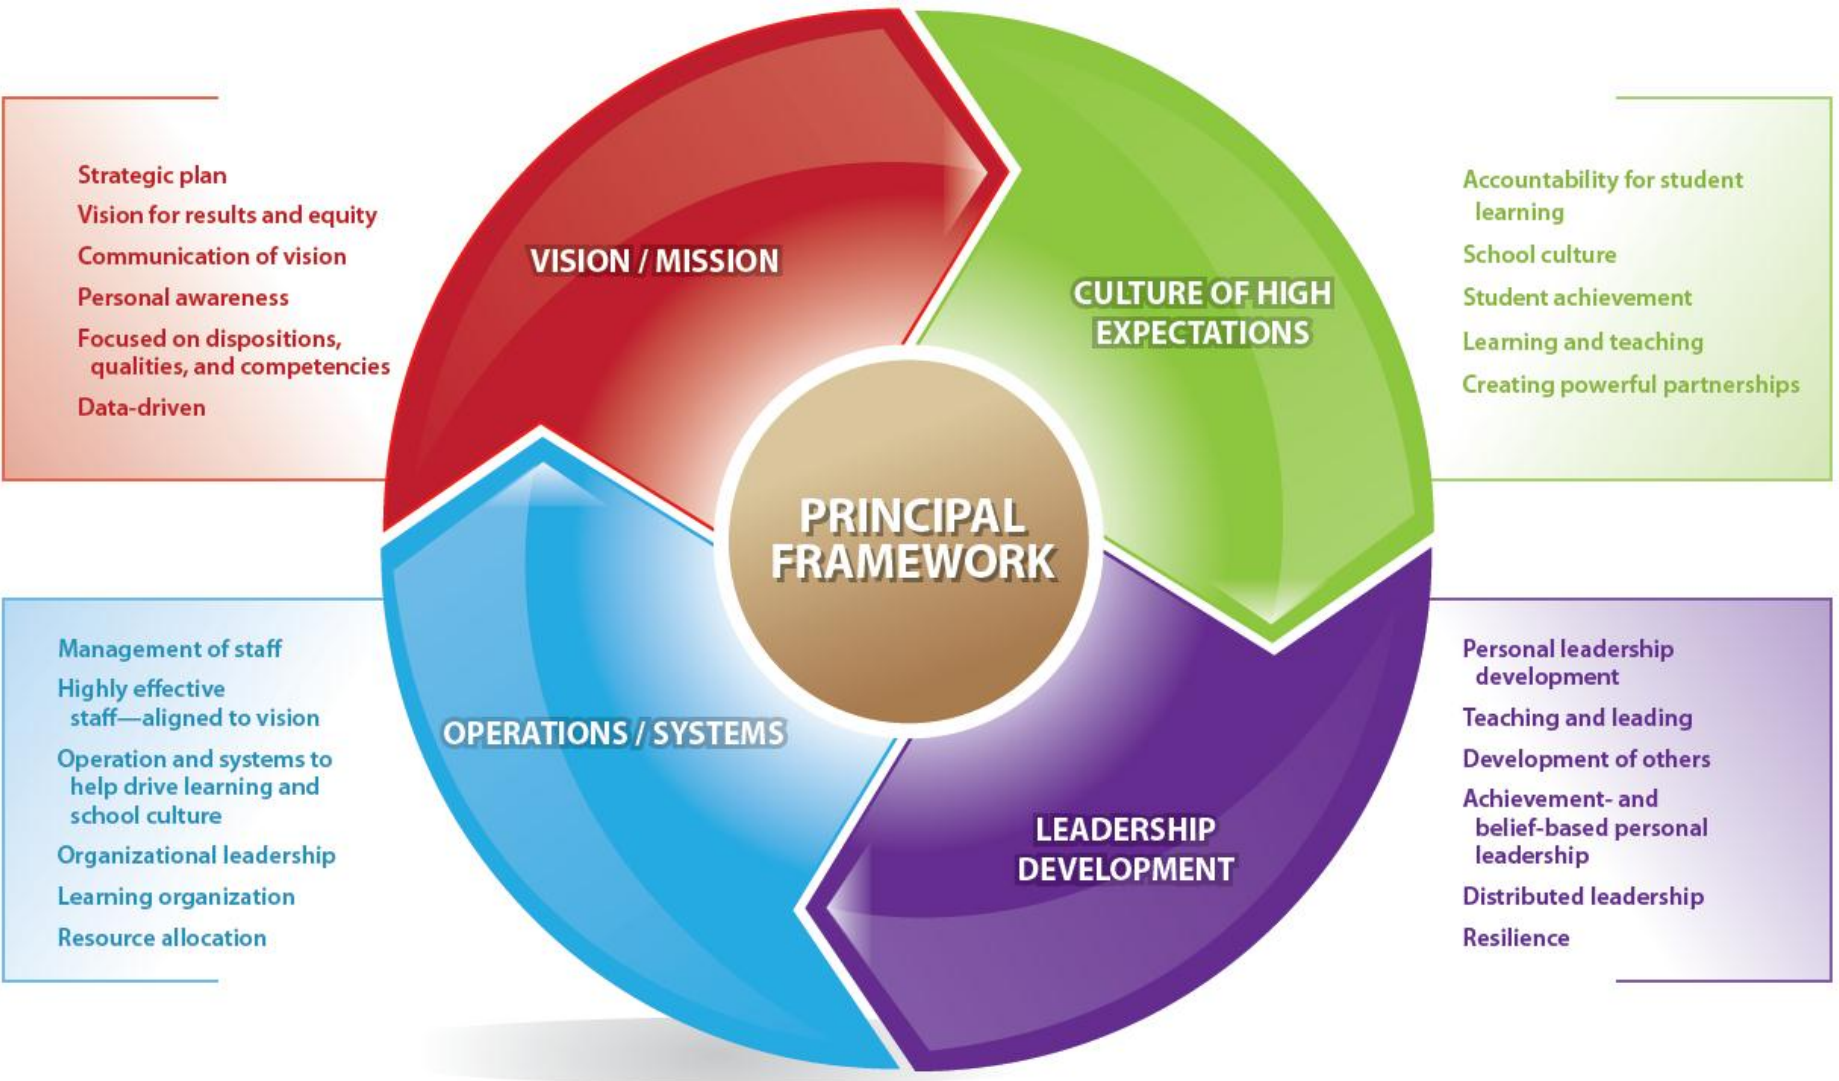 Strategic plan
Vision for results and equity
Communication of vision
Personal awareness
Focused on dispositions,
qualities, and competencies
Data-driven
VISION / MISSION
CULTURE OF HIGH
EXPECTATIONS
Accountability for student
learning
School culture
Student achievement
Learning and teaching
Creating powerful partnerships
PRINCIPAL
FRAMEWORK
Management of staff
Highly effective
staff—aligned to vision
Operation and systems to
help drive learning and
school culture
Organizational leadership
Learning organization
Resource allocation
OPERATIONS / SYSTEMS
LEADERSHIP
DEVELOPMENT
Personal leadership
development
Teaching and leading
Development of others
Achievement- and
belief-based personal
leadership
Distributed leadership
Resilience